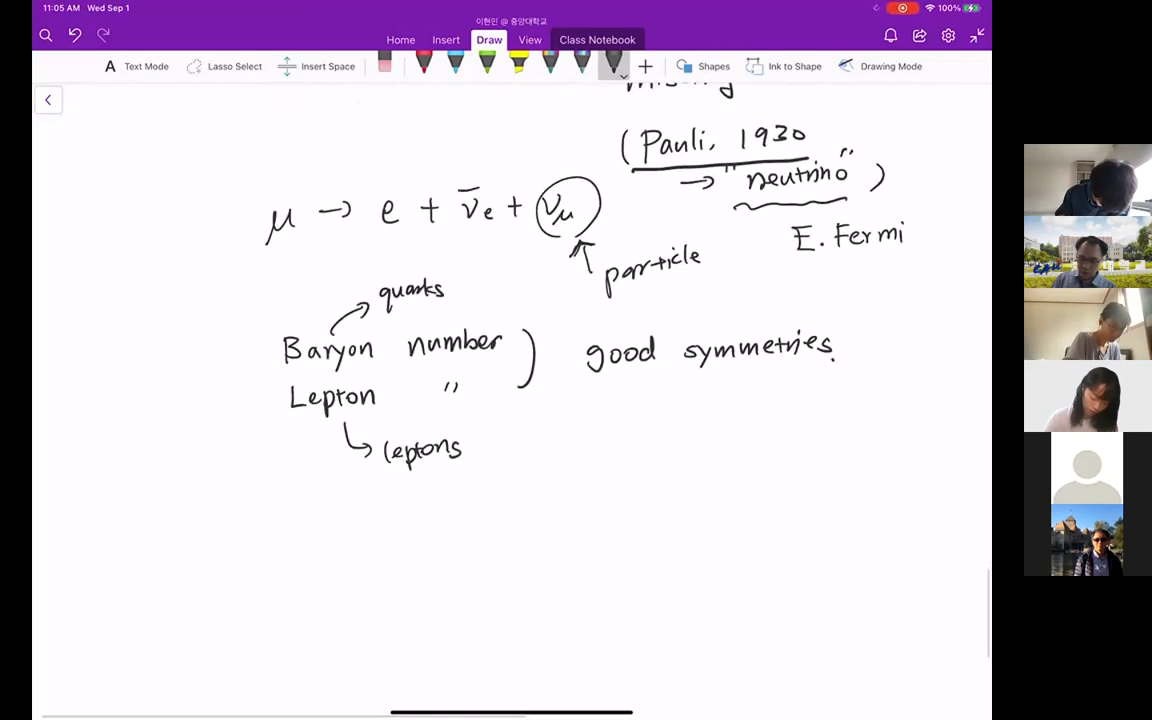 11:05 AM Wed Sep 1
100%
이현민 @ 중앙대학교
Home Insert Draw View Class Notebook
Text Mode Lasso Select Insert Space Shapes Ink to Shape Drawing Mode
missing
(Pauli, 1930
→ "neutrino")
μ → e + ν̄e + νμ
E. Fermi
particle
quarks
Baryon number ) good symmetries.
Lepton "
↳ leptons